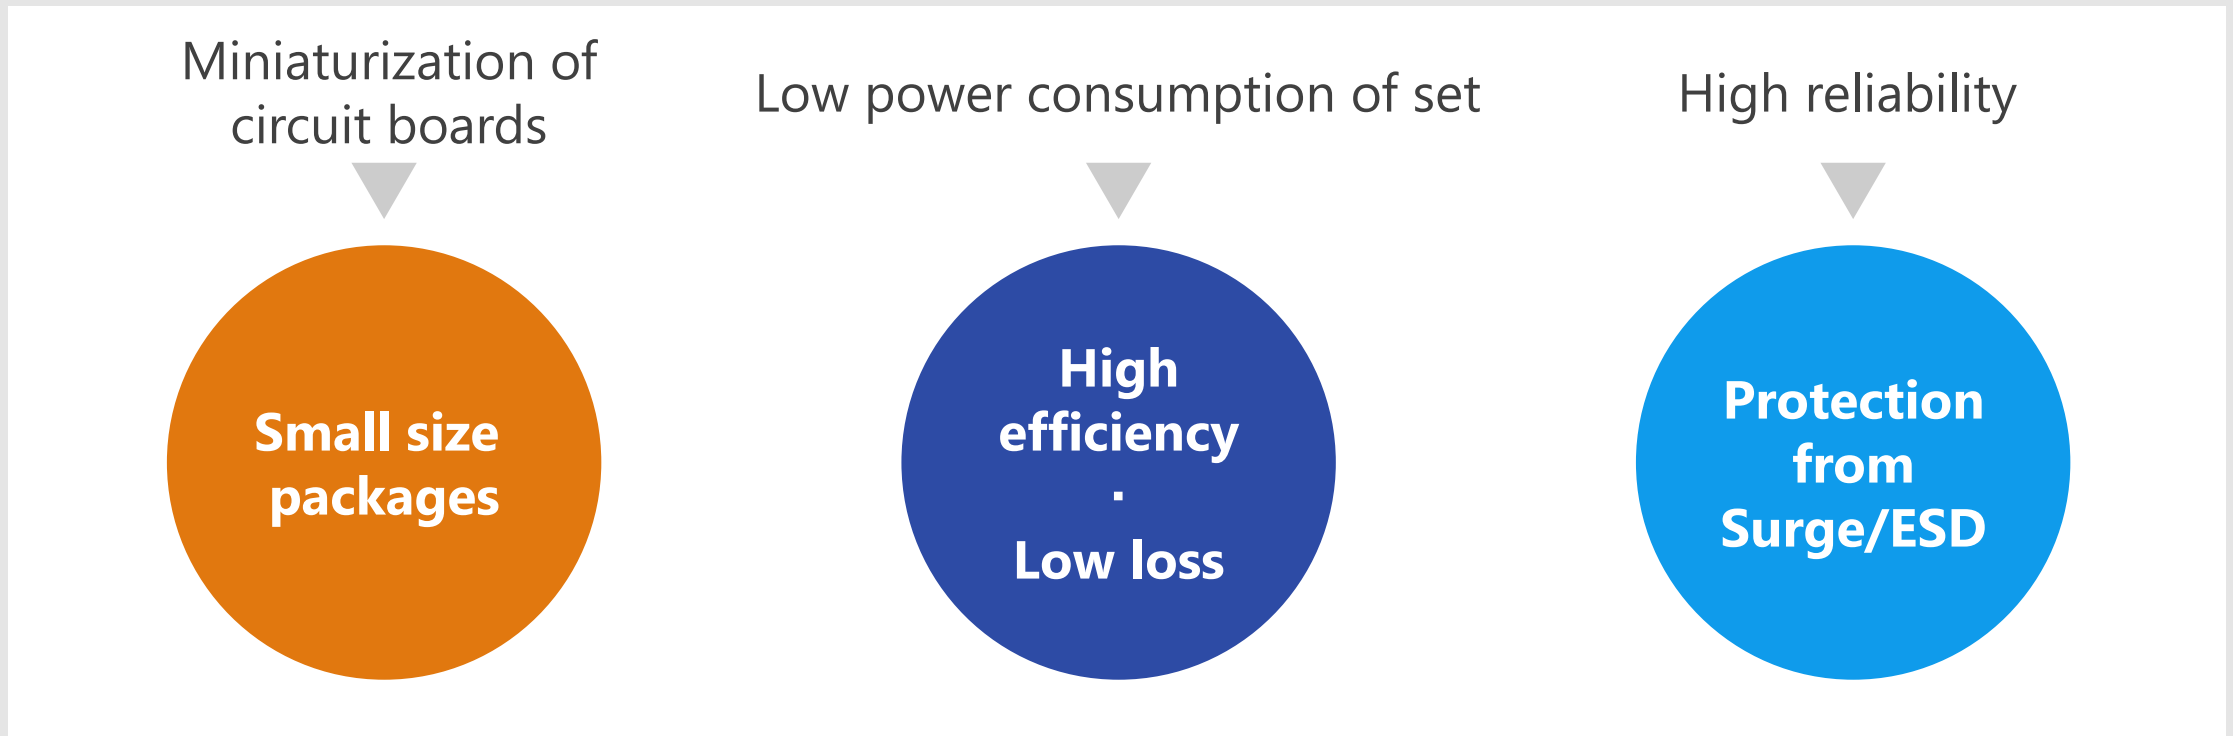 Miniaturization of
circuit boards
Low power consumption of set
High reliability
Small size
packages
High
efficiency
·
Low loss
Protection
from
Surge/ESD